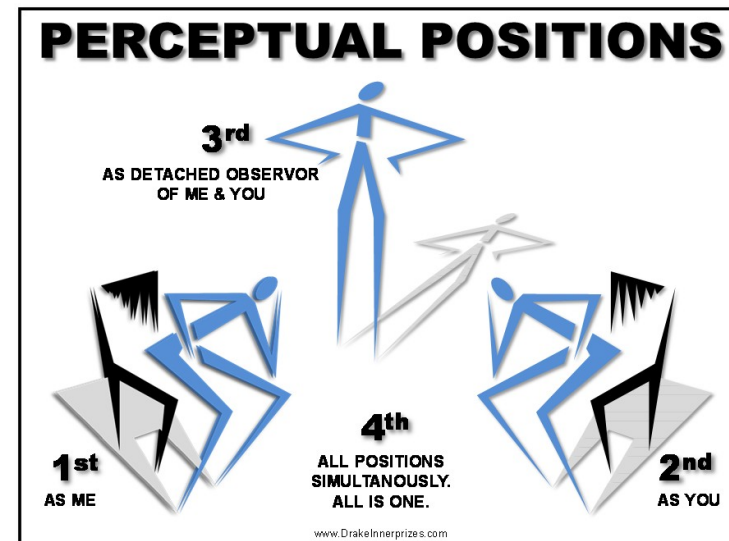 PERCEPTUAL POSITIONS
3rd
AS DETACHED OBSERVOR
OF ME & YOU
1st
AS ME
4th
ALL POSITIONS
SIMULTANOUSLY.
ALL IS ONE.
2nd
AS YOU
www.DrakeInnerprizes.com